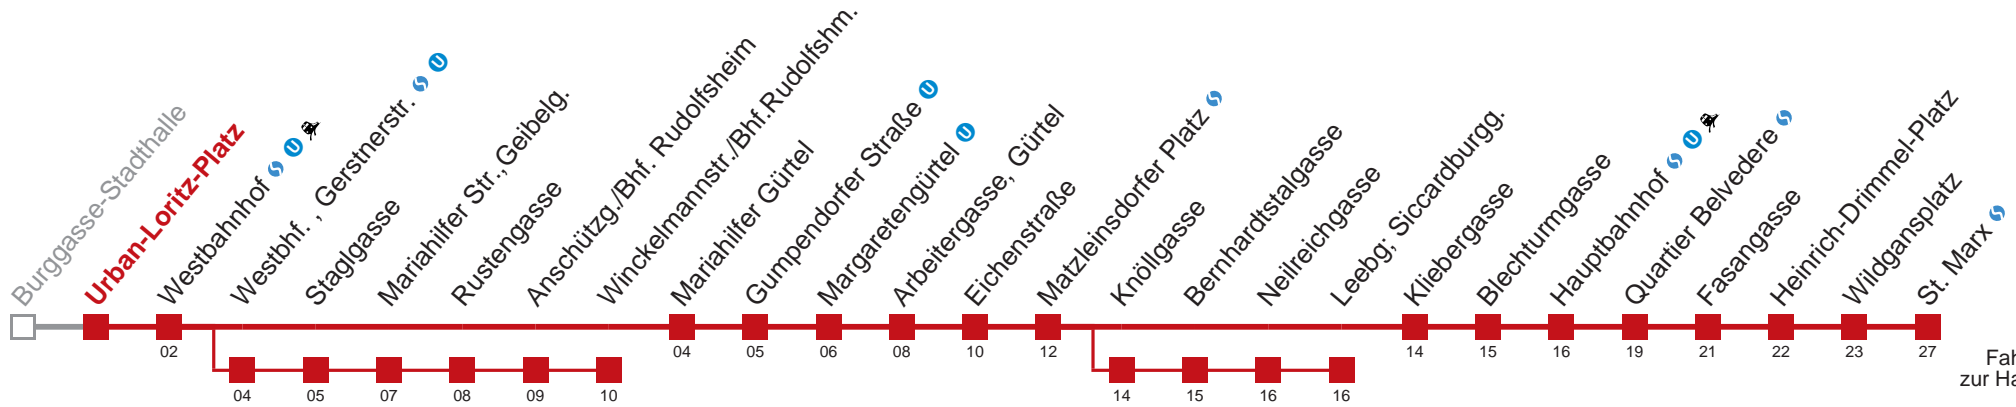 Burggasse-Stadthalle
Urban-Loritz-Platz
Westbahnhof S U
Westbhf. , Gerstnerstr. S U
Staglgasse
Mariahilfer Str., Geibelg.
Rustengasse
Anschützg./Bhf. Rudolfsheim
Winckelmannstr./Bhf.Rudolfshm.
Mariahilfer Gürtel
Gumpendorfer Straße U
Margaretengürtel U
Arbeitergasse, Gürtel
Eichenstraße
Matzleinsdorfer Platz S
Knöllgasse
Bernhardtstalgasse
Neilreichgasse
Leebg; Siccardburgg.
Kliebergasse
Blechturmgasse
Hauptbahnhof S U
Quartier Belvedere S
Fasangasse
Heinrich-Drimmel-Platz
Wildgansplatz
St. Marx S
02 04 05 06 08 10 12 14 15 16 19 21 22 23 27
04 05 07 08 09 10 14 15 16 16
Fah
zur Ha